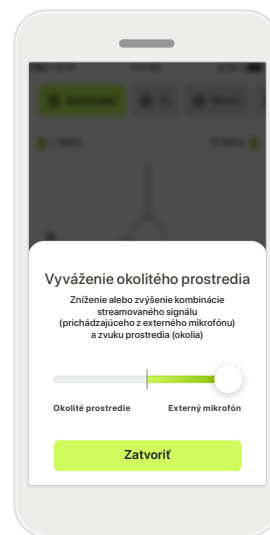 Vyváženie okolitého prostredia
Zníženie alebo zvýšenie kombinácie
streamovaného signálu
(prichádzajúceho z externého mikrofónu)
a zvuku prostredia (okolia)
Okolité prostredie Externý mikrofón
Zatvoriť